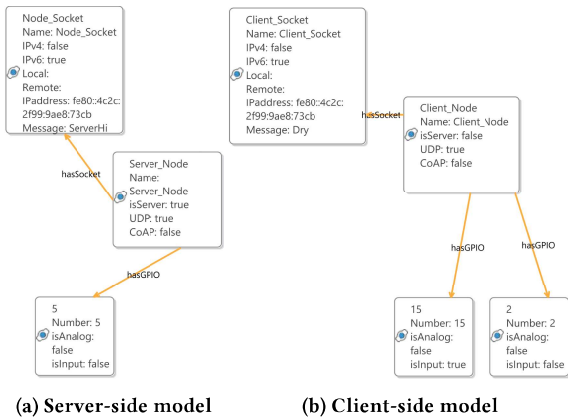 Node_Socket
Name: Node_Socket
IPv4: false
IPv6: true
Local:
Remote:
IPaddress: fe80::4c2c:
2f99:9ae8:73cb
Message: ServerHi
hasSocket
Server_Node
Name:
Server_Node
isServer: true
UDP: true
CoAP: false
hasGPIO
5
Number: 5
isAnalog:
false
isInput: false
(a) Server-side model
Client_Socket
Name: Client_Socket
IPv4: false
IPv6: true
Local:
Remote:
IPaddress: fe80::4c2c:
2f99:9ae8:73cb
Message: Dry
hasSocket
Client_Node
Name: Client_Node
isServer: false
UDP: true
CoAP: false
hasGPIO
hasGPIO
15
Number: 15
isAnalog:
false
isInput: true
2
Number: 2
isAnalog:
false
isInput: false
(b) Client-side model